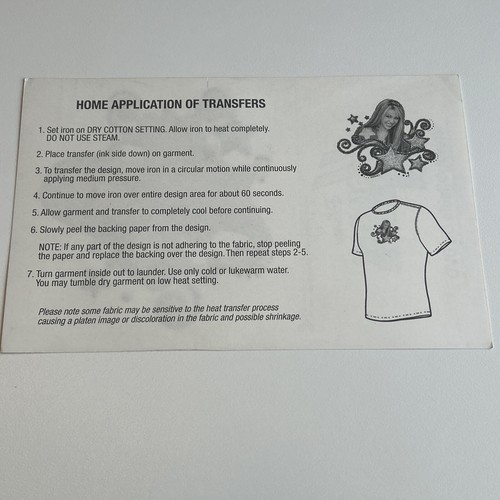 HOME APPLICATION OF TRANSFERS
1. Set iron on DRY COTTON SETTING. Allow iron to heat completely.
DO NOT USE STEAM.
2. Place transfer (ink side down) on garment.
3. To transfer the design, move iron in a circular motion while continuously
applying medium pressure.
4. Continue to move iron over entire design area for about 60 seconds.
5. Allow garment and transfer to completely cool before continuing.
6. Slowly peel the backing paper from the design.
NOTE: If any part of the design is not adhering to the fabric, stop peeling
the paper and replace the backing over the design. Then repeat steps 2-5.
7. Turn garment inside out to launder. Use only cold or lukewarm water.
You may tumble dry garment on low heat setting.
Please note some fabric may be sensitive to the heat transfer process
causing a platen image or discoloration in the fabric and possible shrinkage.